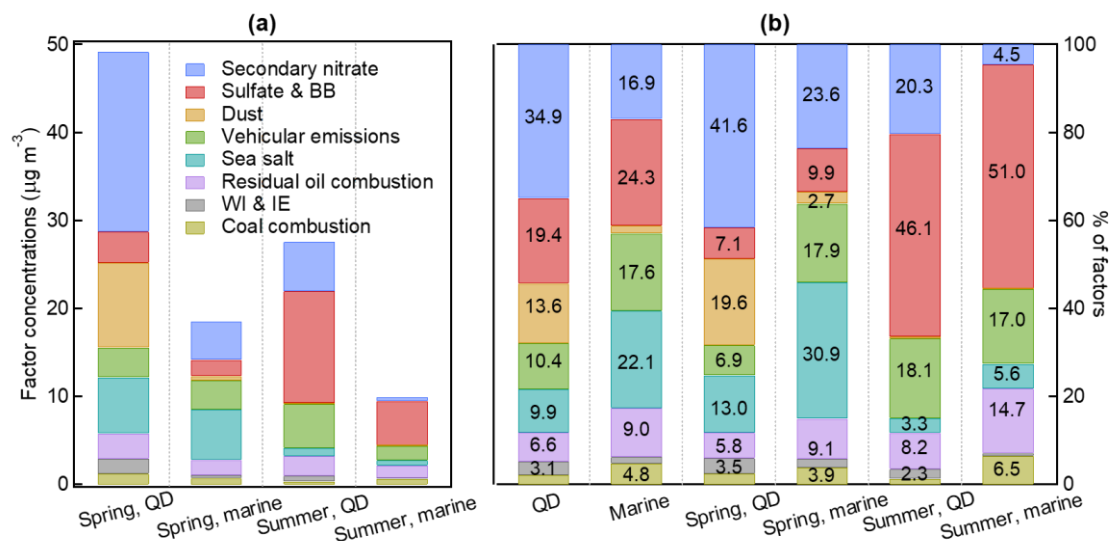 (a)
(b)
Factor concentrations (μg m-3)
50
40
30
20
10
0
Secondary nitrate
Sulfate & BB
Dust
Vehicular emissions
Sea salt
Residual oil combustion
WI & IE
Coal combustion
Spring, QD
Spring, marine
Summer, QD
Summer, marine
34.9
19.4
13.6
10.4
9.9
6.6
3.1
16.9
24.3
17.6
22.1
9.0
4.8
41.6
7.1
19.6
6.9
13.0
5.8
3.5
23.6
9.9
2.7
17.9
30.9
9.1
3.9
20.3
46.1
18.1
3.3
8.2
2.3
4.5
51.0
17.0
5.6
14.7
6.5
100
80
60
40
20
0
% of factors
QD
Marine
Spring, QD
Spring, marine
Summer, QD
Summer, marine